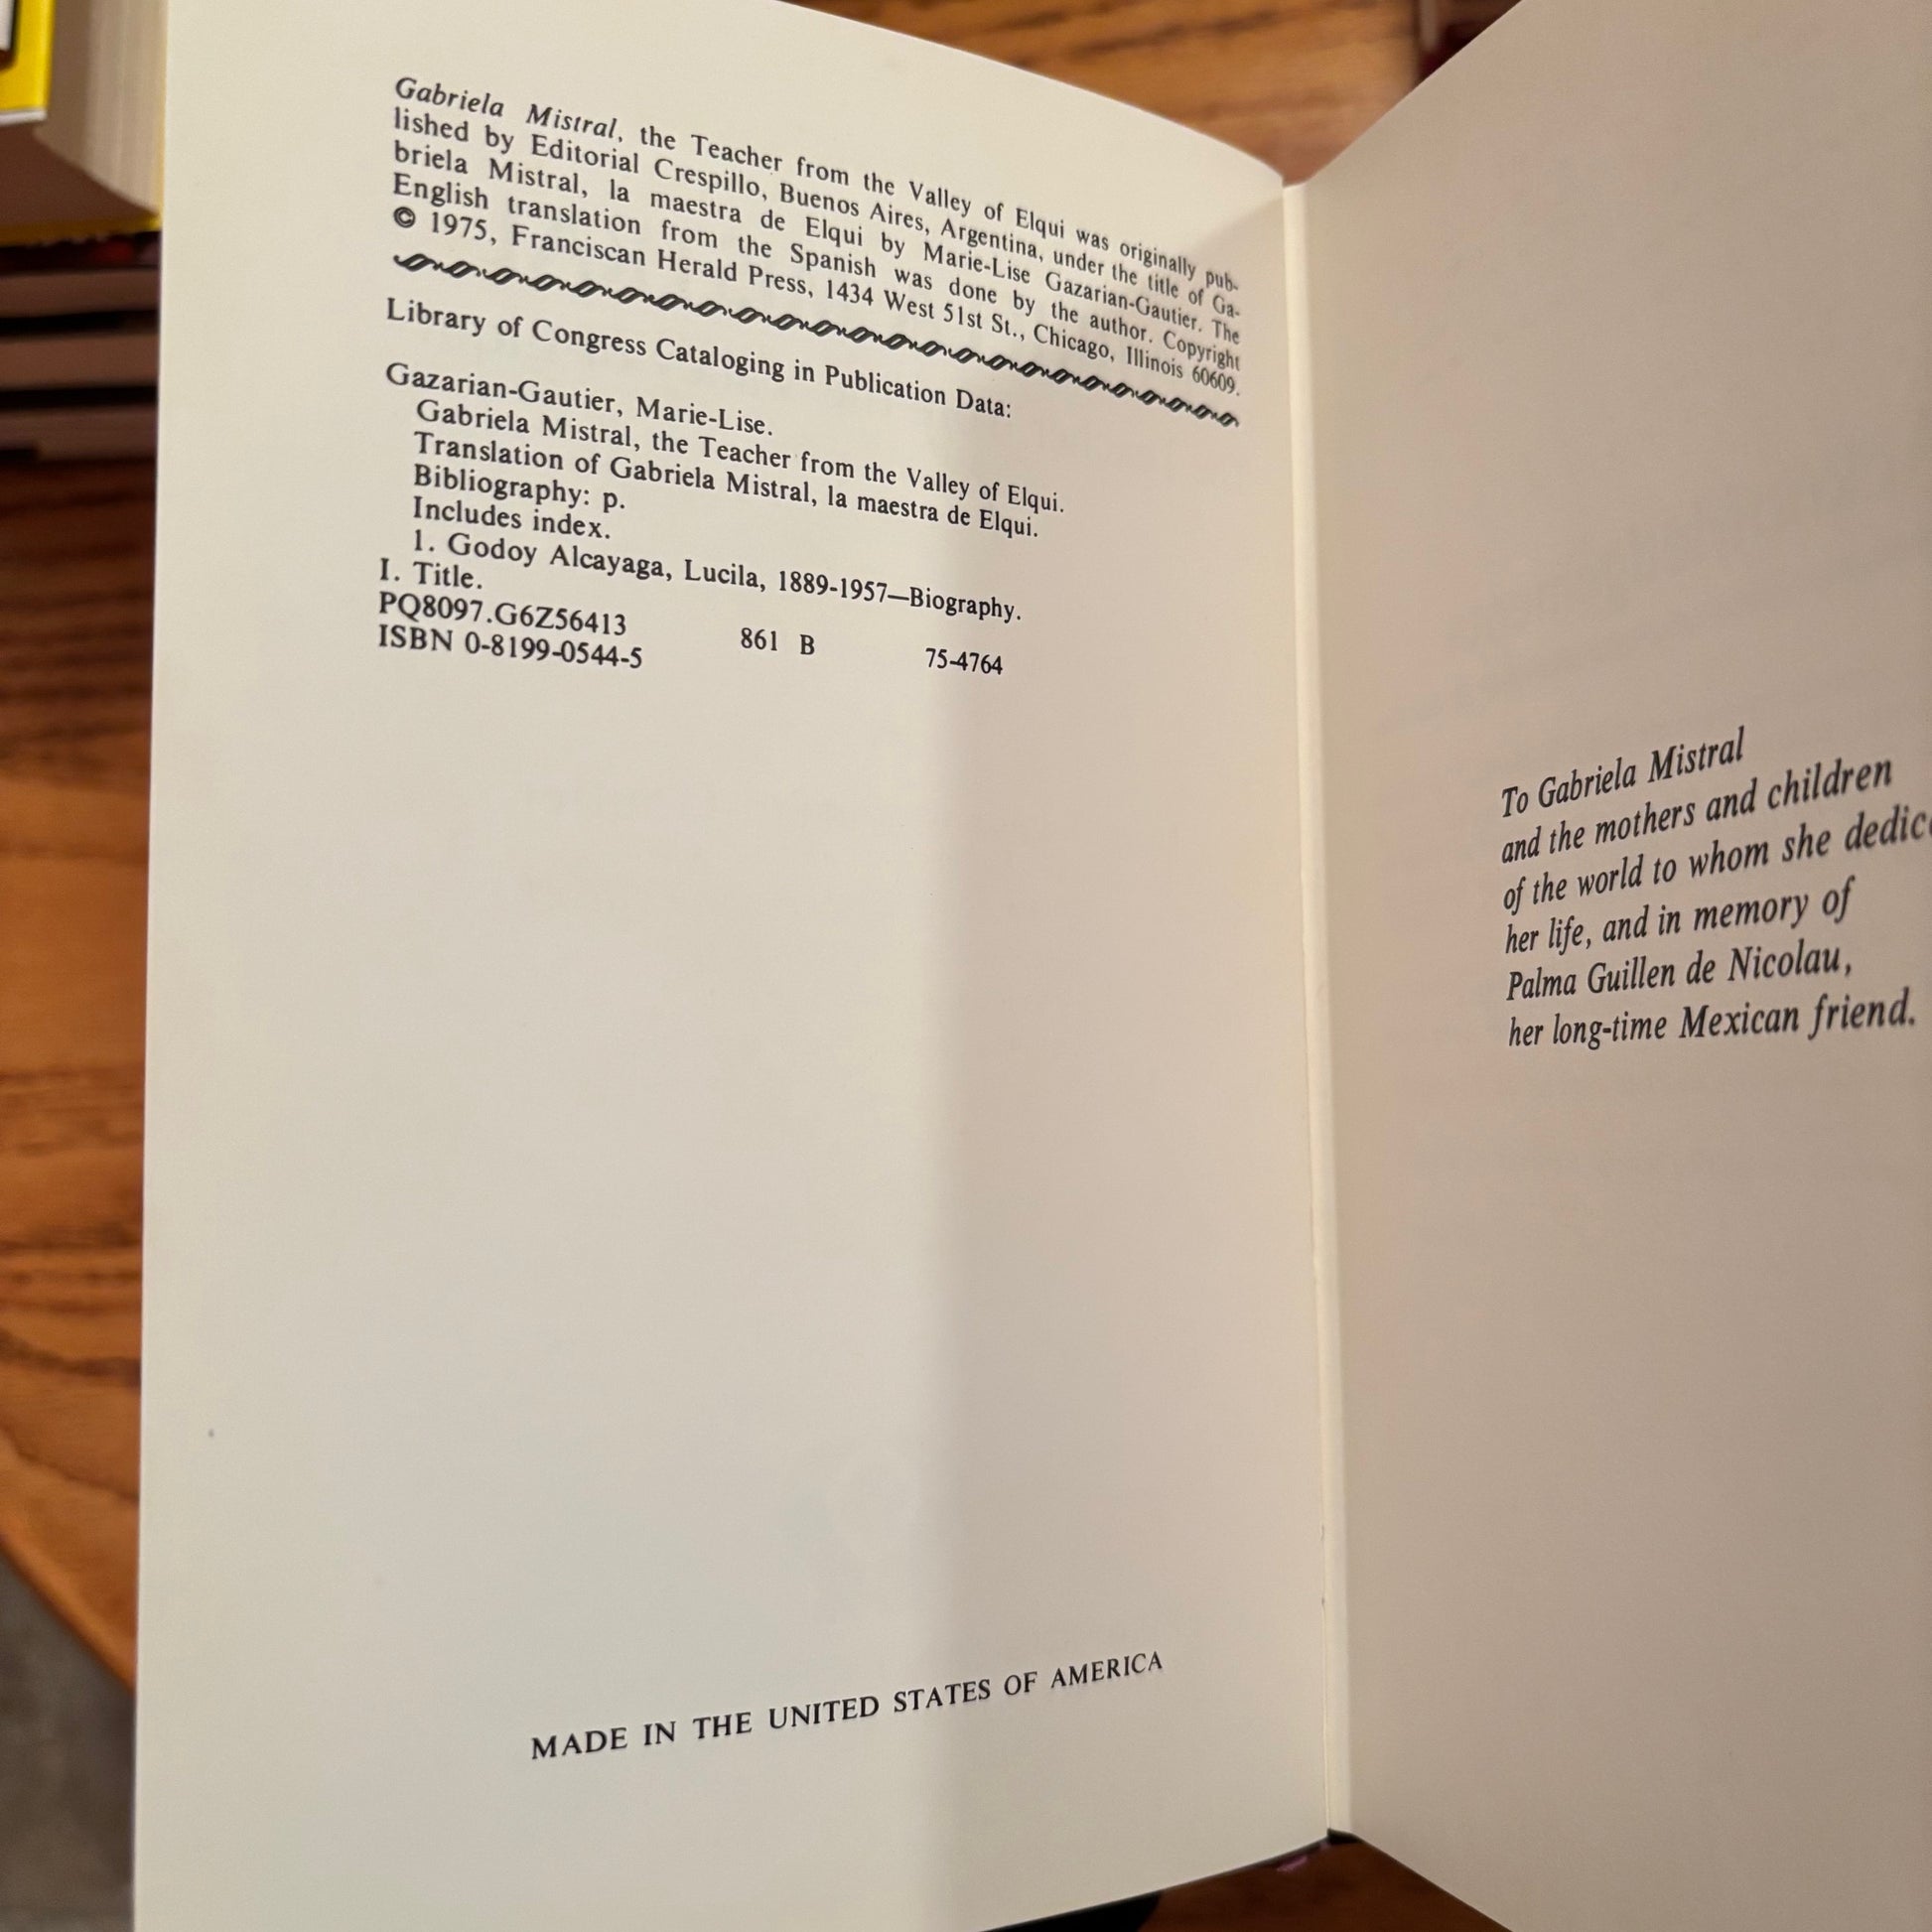 Gabriela Mistral, the Teacher from the Valley of Elqui was originally pub-
lished by Editorial Crespillo, Buenos Aires, Argentina, under the title of Ga-
briela Mistral, la maestra de Elqui by Marie-Lise Gazarian-Gautier. The
English translation from the Spanish was done by the author. Copyright
© 1975, Franciscan Herald Press, 1434 West 51st St., Chicago, Illinois 60609.
Library of Congress Cataloging in Publication Data:
Gazarian-Gautier, Marie-Lise.
Gabriela Mistral, the Teacher from the Valley of Elqui.
Translation of Gabriela Mistral, la maestra de Elqui.
Bibliography: p.
Includes index.
1. Godoy Alcayaga, Lucila, 1889-1957—Biography.
I. Title.
PQ8097.G6Z56413 861 B 75-4764
ISBN 0-8199-0544-5
MADE IN THE UNITED STATES OF AMERICA
To Gabriela Mistral
and the mothers and children
of the world to whom she
her life, and in memory of
Palma Guillen de Nicolau,
her long-time Mexican friend.